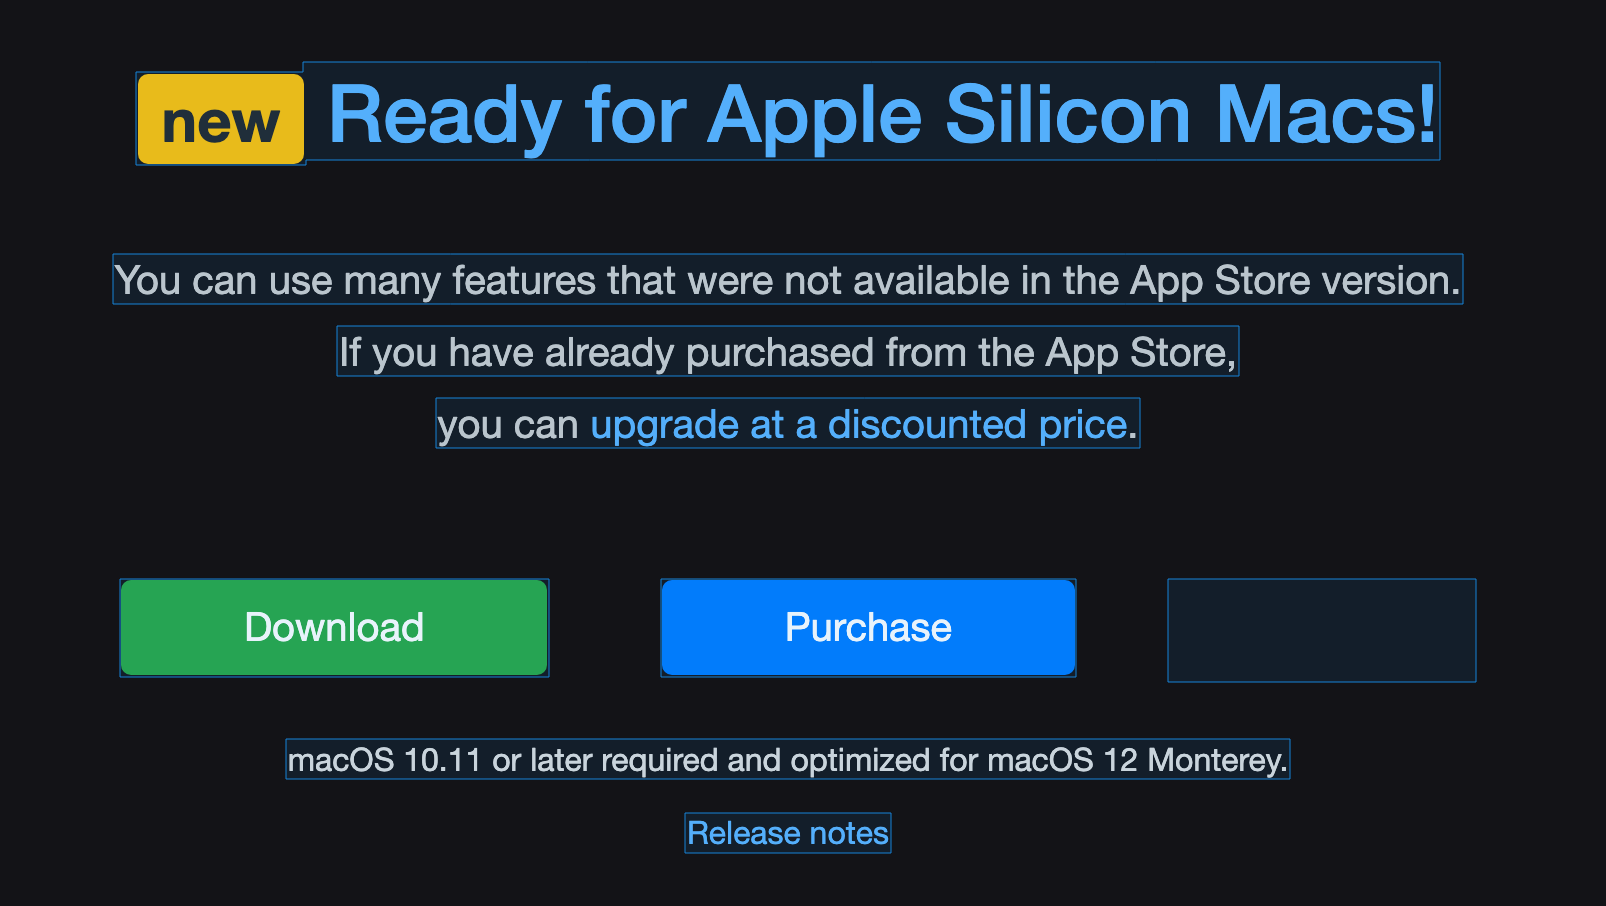 new Ready for Apple Silicon Macs!
You can use many features that were not available in the App Store version.
If you have already purchased from the App Store,
you can upgrade at a discounted price.
Download
Purchase
macOS 10.11 or later required and optimized for macOS 12 Monterey.
Release notes